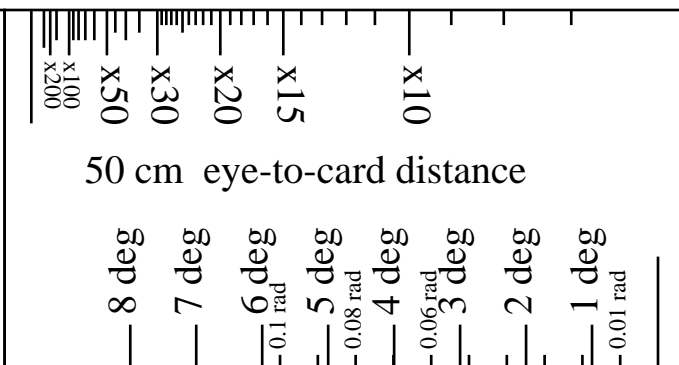 x200 x100 x50 x30 x20 x15 x10
50 cm eye-to-card distance
8 deg 7 deg 6 deg 5 deg 4 deg 3 deg 2 deg 1 deg
0.1 rad 0.08 rad 0.06 rad 0.01 rad